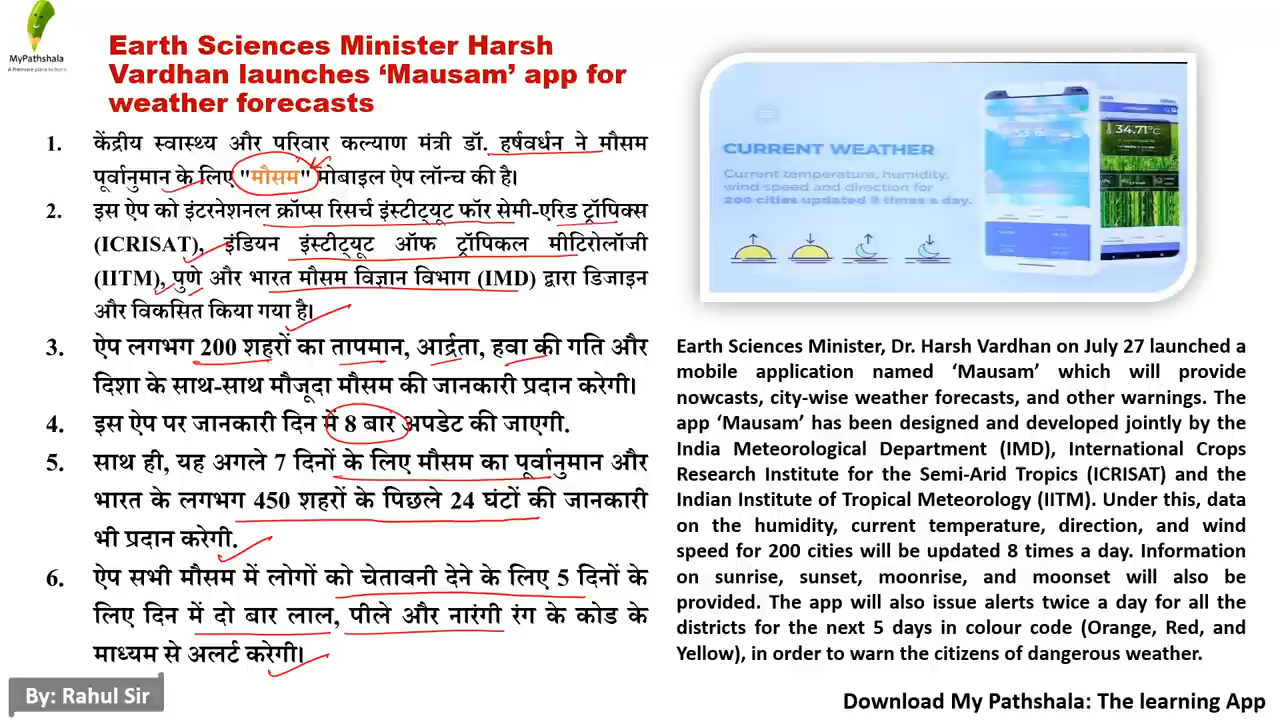 MyPathshala
A Premiere place to learn
Earth Sciences Minister Harsh
Vardhan launches ‘Mausam’ app for
weather forecasts
1. केंद्रीय स्वास्थ्य और परिवार कल्याण मंत्री डॉ. हर्षवर्धन ने मौसम
पूर्वानुमान के लिए "मौसम" मोबाइल ऐप लॉन्च की है।
2. इस ऐप को इंटरनेशनल क्रॉप्स रिसर्च इंस्टीट्यूट फॉर सेमी-एरिड ट्रॉपिक्स
(ICRISAT), इंडियन इंस्टीट्यूट ऑफ ट्रॉपिकल मीटिरोलॉजी
(IITM), पुणे और भारत मौसम विज्ञान विभाग (IMD) द्वारा डिजाइन
और विकसित किया गया है।
3. ऐप लगभग 200 शहरों का तापमान, आर्द्रता, हवा की गति और
दिशा के साथ-साथ मौजूदा मौसम की जानकारी प्रदान करेगी।
4. इस ऐप पर जानकारी दिन में 8 बार अपडेट की जाएगी.
5. साथ ही, यह अगले 7 दिनों के लिए मौसम का पूर्वानुमान और
भारत के लगभग 450 शहरों के पिछले 24 घंटों की जानकारी
भी प्रदान करेगी.
6. ऐप सभी मौसम में लोगों को चेतावनी देने के लिए 5 दिनों के
लिए दिन में दो बार लाल, पीले और नारंगी रंग के कोड के
माध्यम से अलर्ट करेगी।
By: Rahul Sir
CURRENT WEATHER
Current temperature, humidity,
wind speed and direction for
200 cities updated 8 times a day.
34.71°C
Earth Sciences Minister, Dr. Harsh Vardhan on July 27 launched a
mobile application named ‘Mausam’ which will provide
nowcasts, city-wise weather forecasts, and other warnings. The
app ‘Mausam’ has been designed and developed jointly by the
India Meteorological Department (IMD), International Crops
Research Institute for the Semi-Arid Tropics (ICRISAT) and the
Indian Institute of Tropical Meteorology (IITM). Under this, data
on the humidity, current temperature, direction, and wind
speed for 200 cities will be updated 8 times a day. Information
on sunrise, sunset, moonrise, and moonset will also be
provided. The app will also issue alerts twice a day for all the
districts for the next 5 days in colour code (Orange, Red, and
Yellow), in order to warn the citizens of dangerous weather.
Download My Pathshala: The learning App